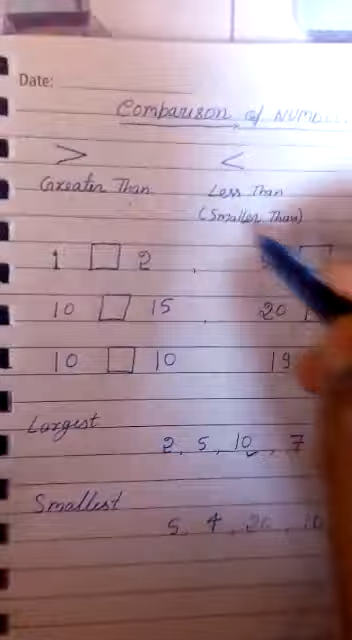 Date:
Comparison of Num
> <
Greater Than Less Than
(Smaller Than)
1 □ 2 ,
10 □ 15 , 20
10 □ 10 19
Largest
2, 5, 10, 7
Smallest
5, 4, 20, 10